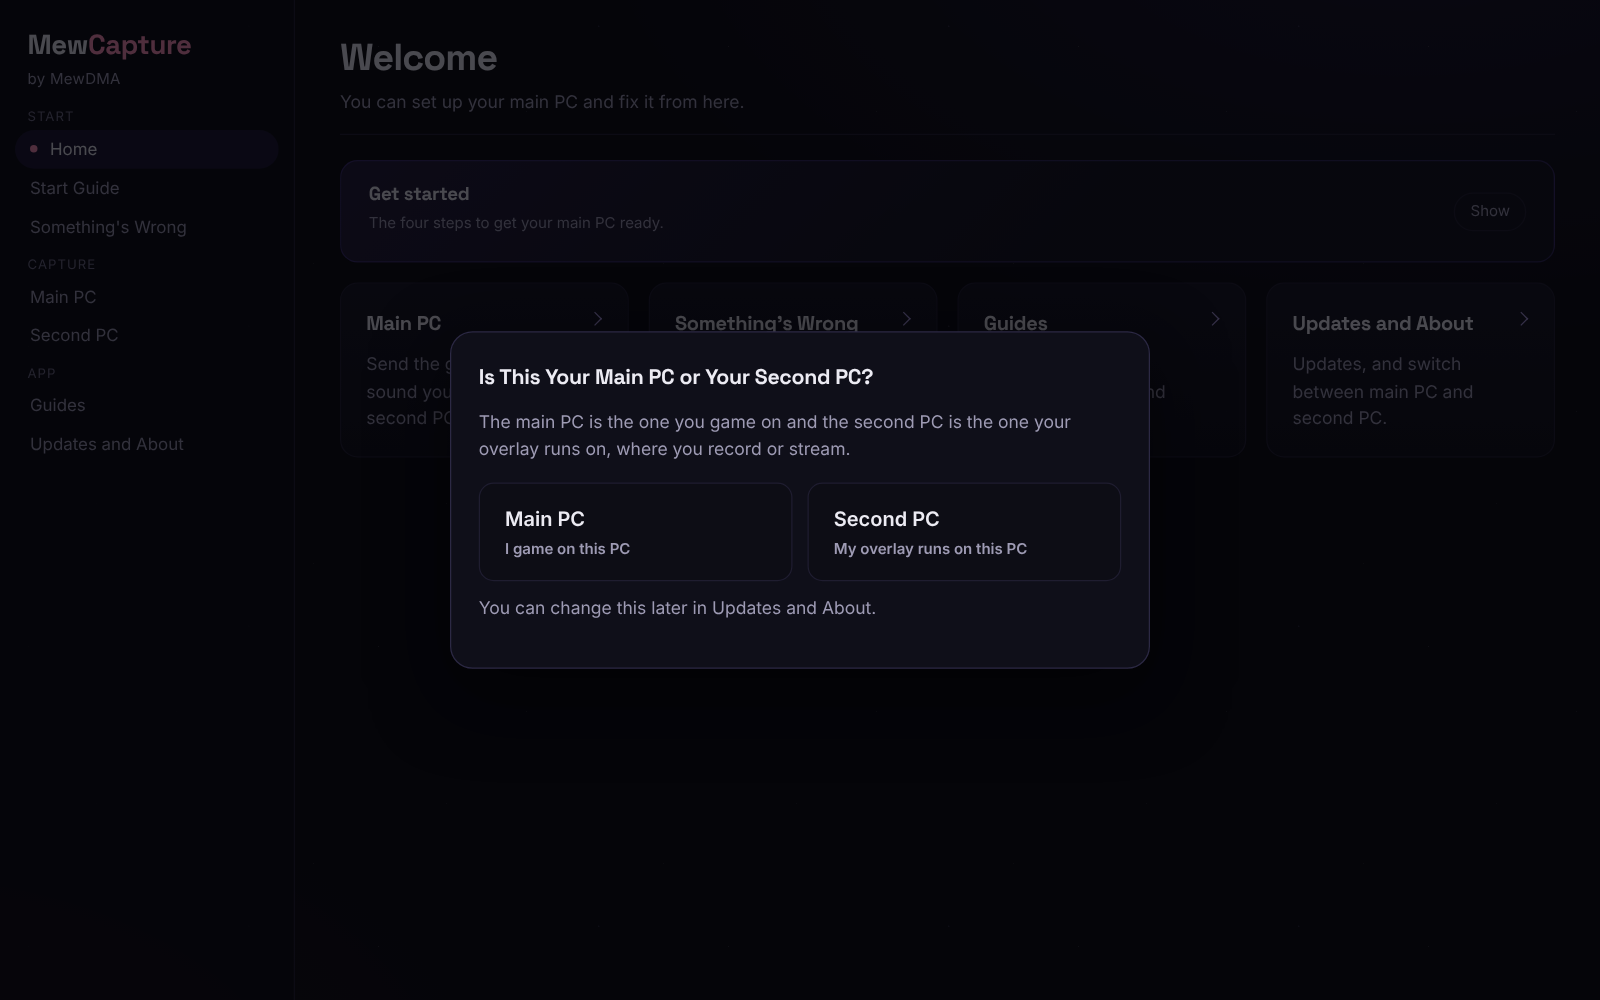 MewCapture
by MewDMA
START
Home
Start Guide
Something's Wrong
CAPTURE
Main PC
Second PC
APP
Guides
Updates and About
Welcome
You can set up your main PC and fix it from here.
Get started
The four steps to get your main PC ready.
Show
Main PC
Send the
sound you
second PC
Something's Wrong
Guides
Updates and About
Updates, and switch
between main PC and
second PC.
Is This Your Main PC or Your Second PC?
The main PC is the one you game on and the second PC is the one your
overlay runs on, where you record or stream.
Main PC
I game on this PC
Second PC
My overlay runs on this PC
You can change this later in Updates and About.